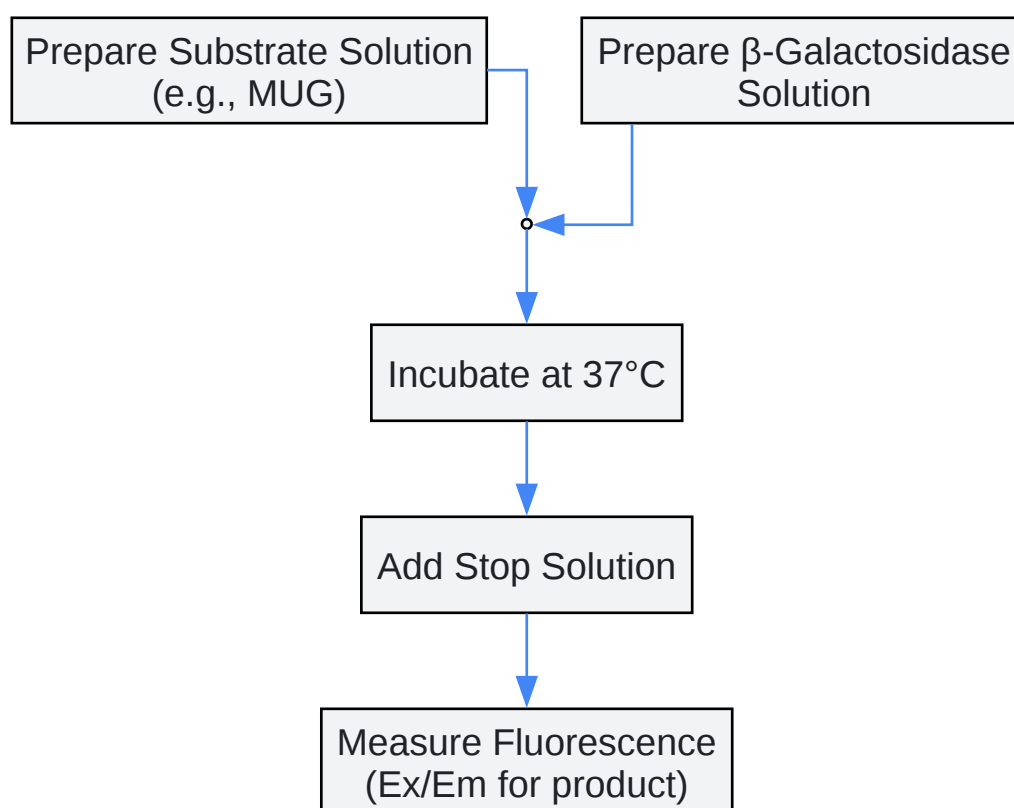 Prepare Substrate Solution
(e.g., MUG)
Prepare β-Galactosidase
Solution
Incubate at 37°C
Add Stop Solution
Measure Fluorescence
(Ex/Em for product)